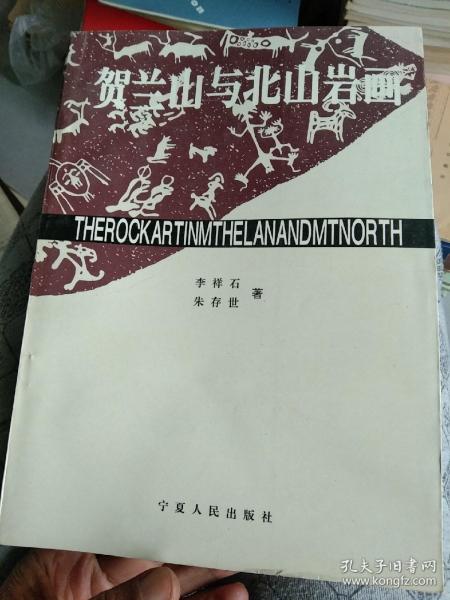 贺兰山与北山岩画
THEROCKARTINMTHELANANDMTNORTH
李祥石
朱存世
著
宁夏人民出版社
孔夫子旧书网
www.kongfz.com